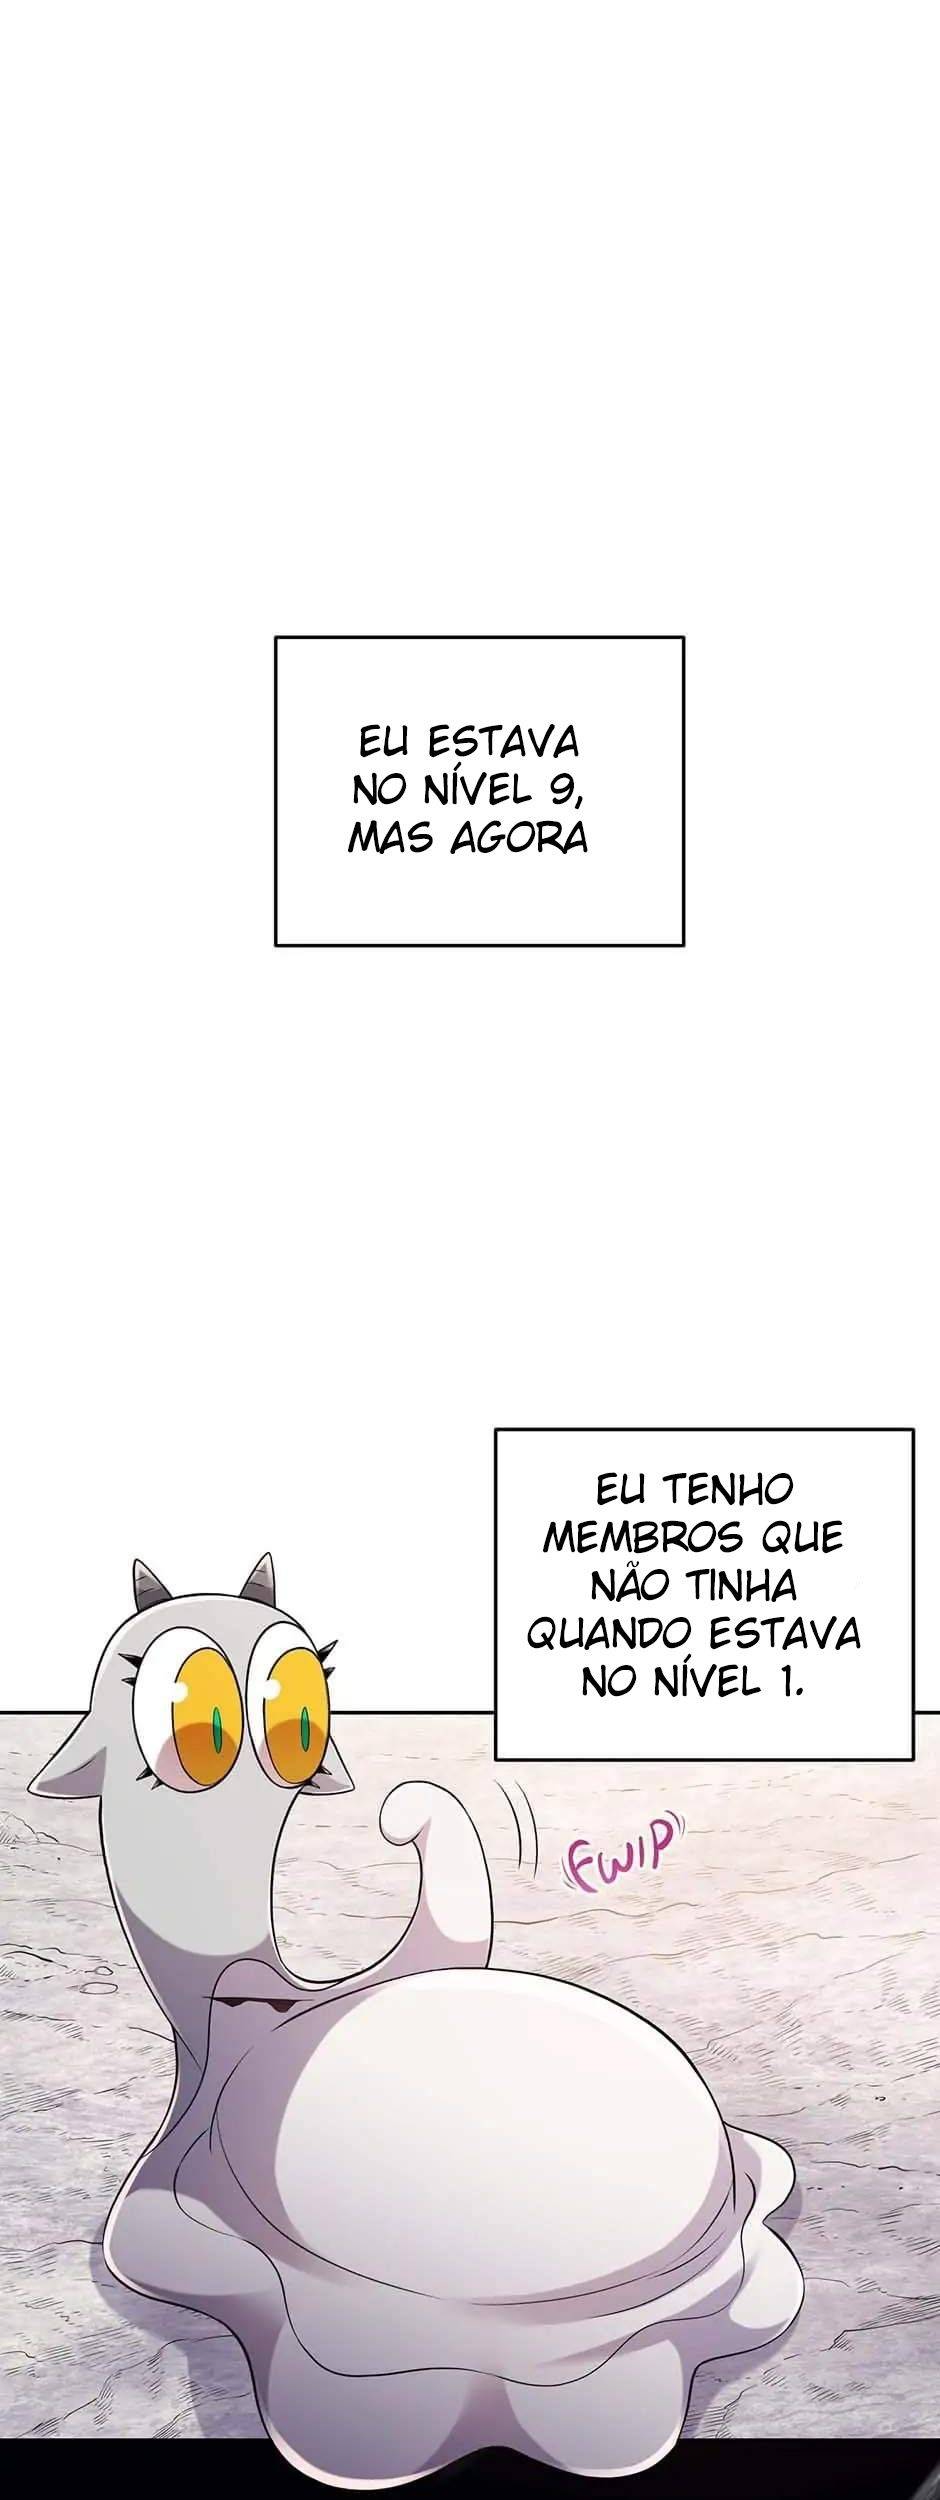 EU ESTAVA
NO NÍVEL 9,
MAS AGORA
EU TENHO
MEMBROS QUE
NÃO TINHA
QUANDO ESTAVA
NO NÍVEL 1.
FWIP